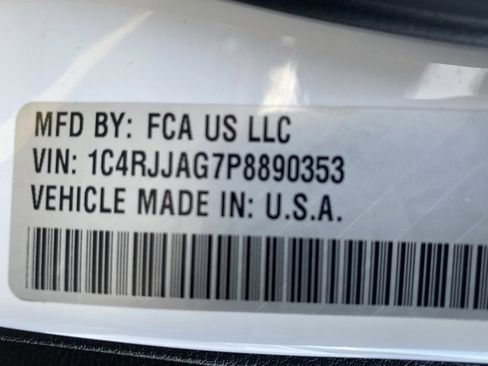 MFD BY: FCA US LLC
VIN: 1C4RJJAG7P8890353
VEHICLE MADE IN: U.S.A.